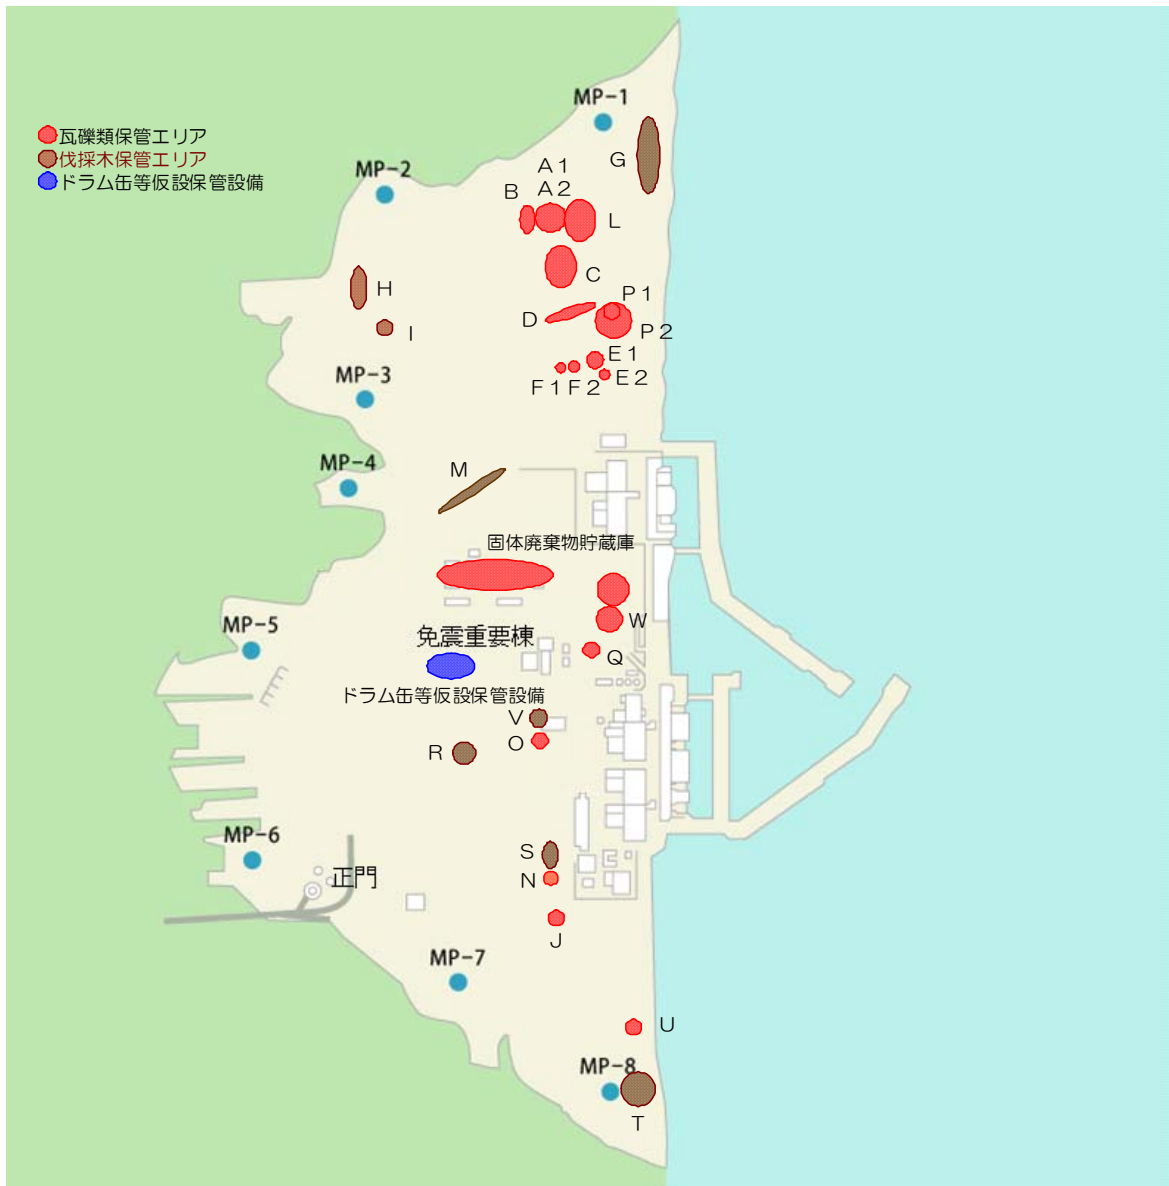 MP-1
瓦礫類保管エリア
伐採木保管エリア
ドラム缶等仮設保管設備
MP-2
G
A1
A2
B
L
C
H
P1
D
P2
I
E1
E2
F1 F2
MP-3
MP-4
M
固体廃棄物貯蔵庫
W
MP-5
免震重要棟
Q
ドラム缶等仮設保管設備
V
O
R
MP-6
S
正門
N
J
MP-7
U
MP-8
T